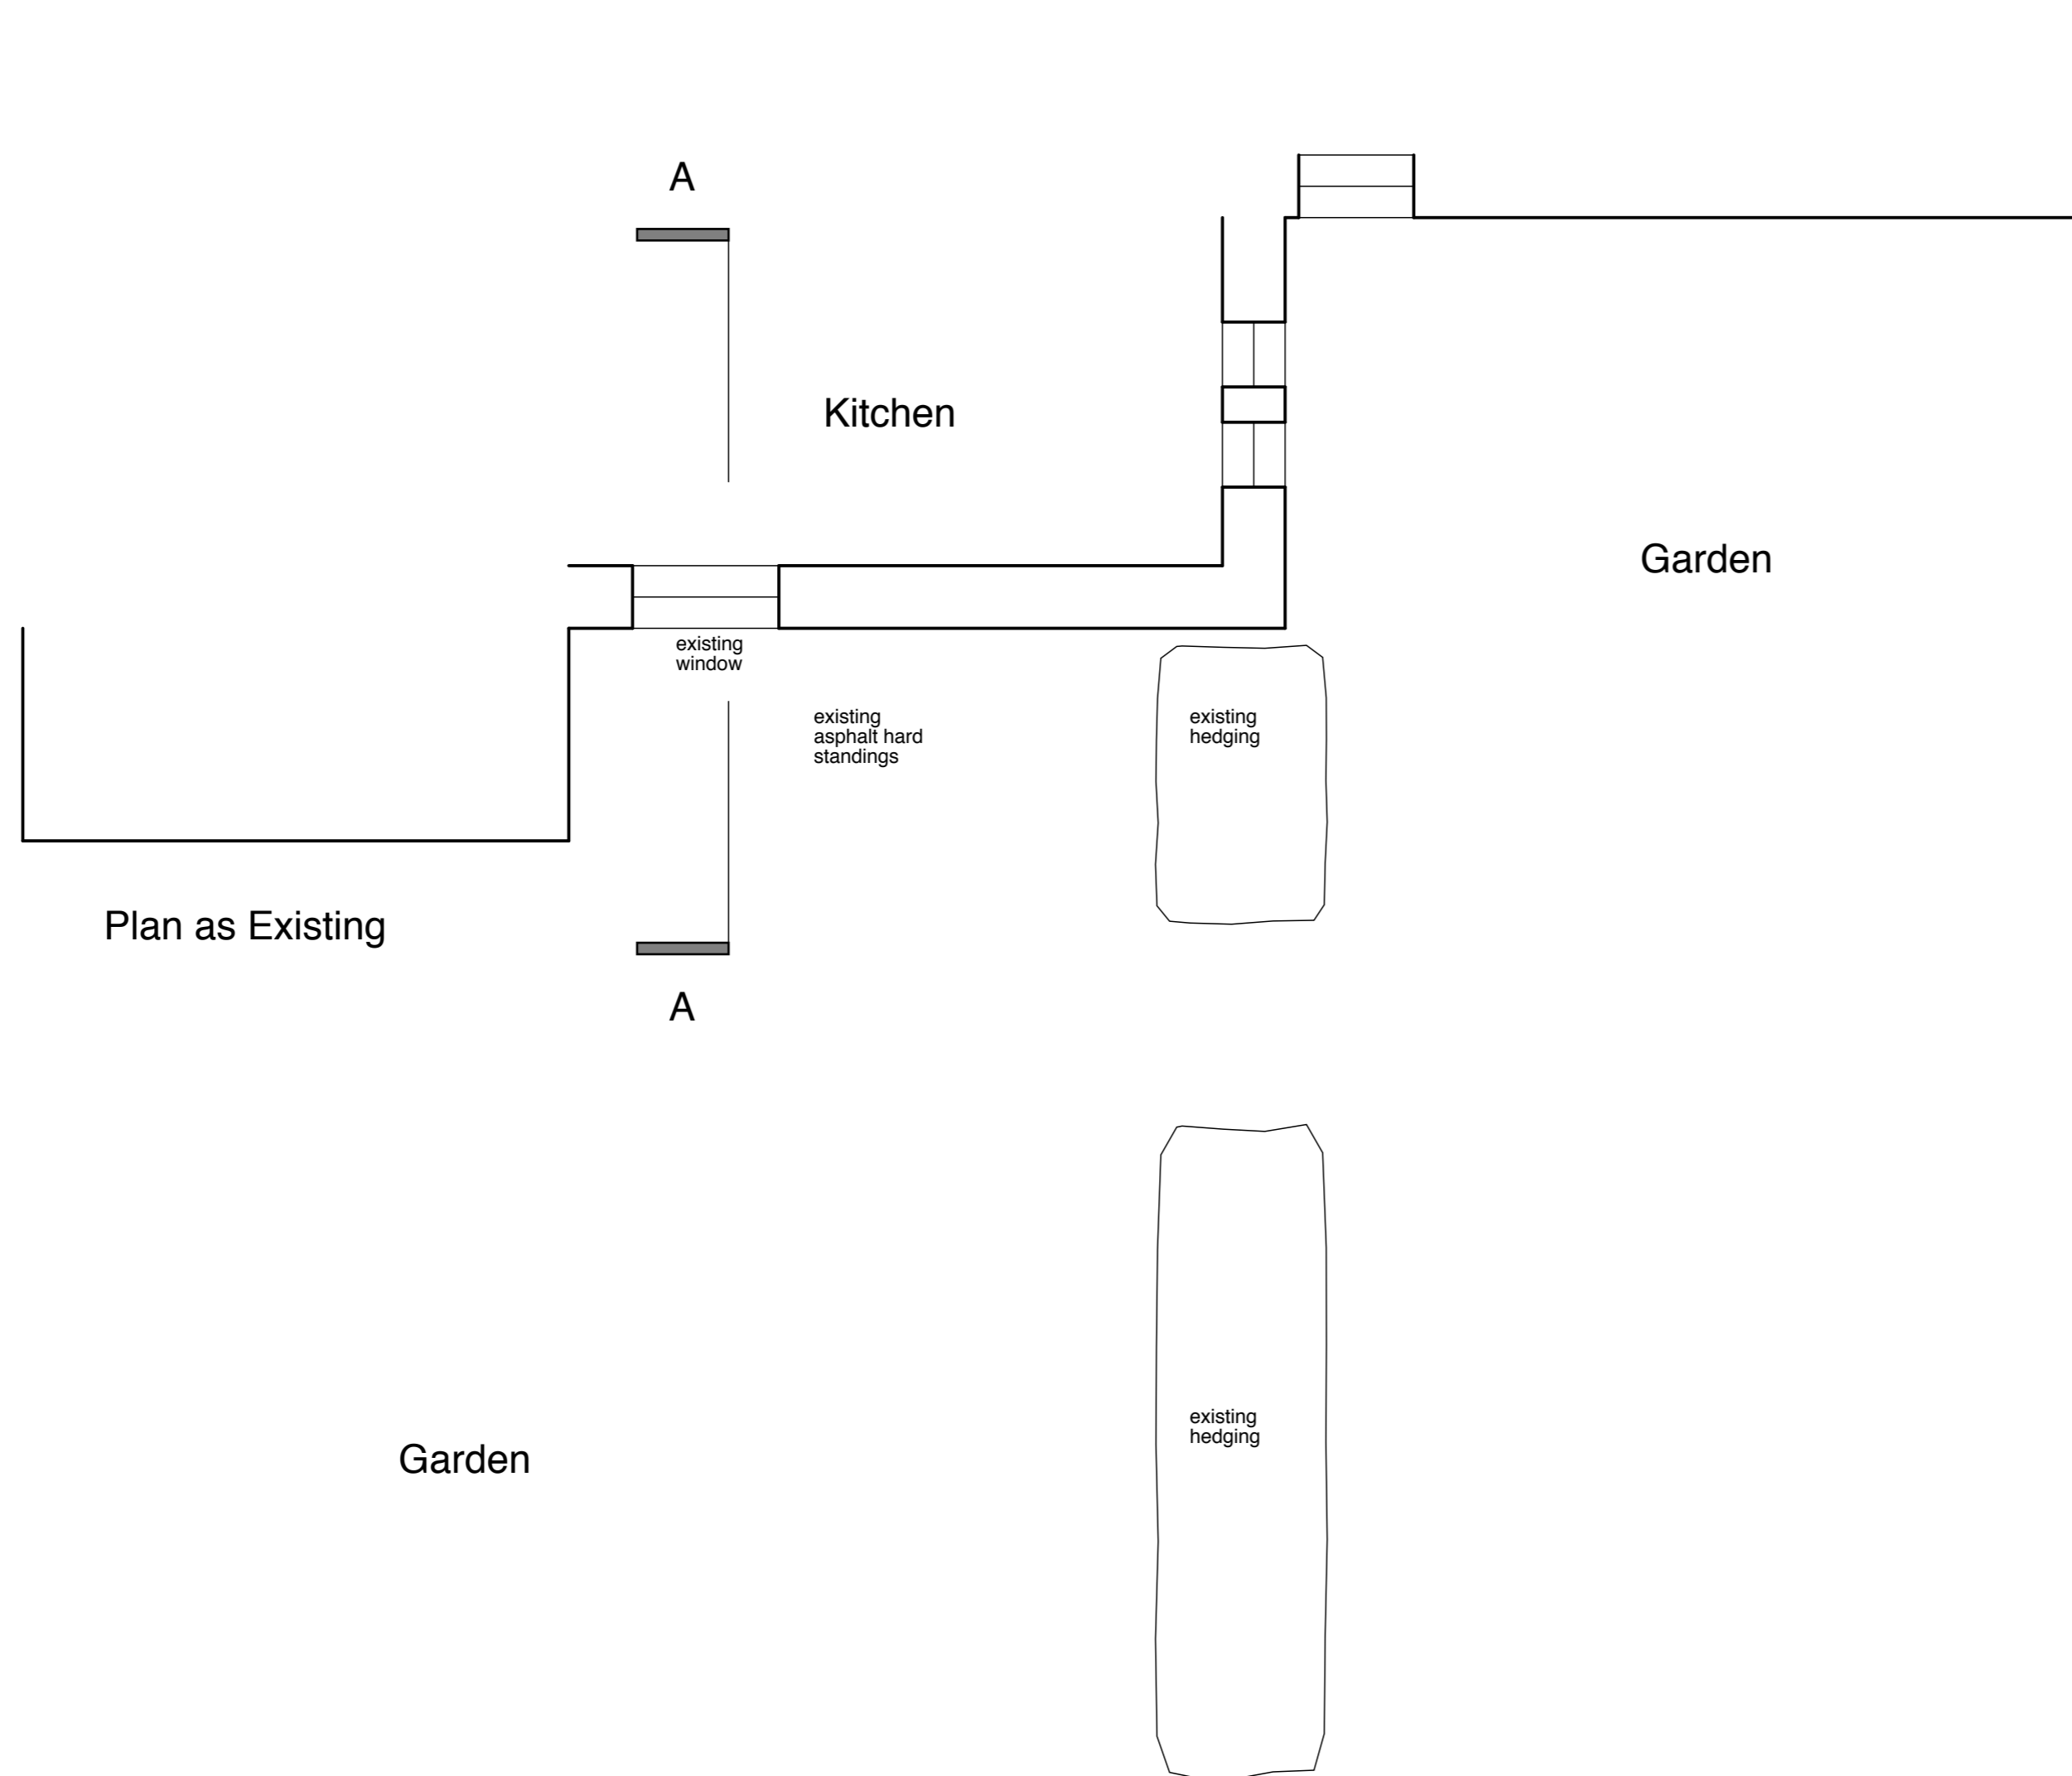 A
Kitchen
Garden
existing
window
existing
asphalt hard
standings
existing
hedging
Plan as Existing
A
existing
hedging
Garden